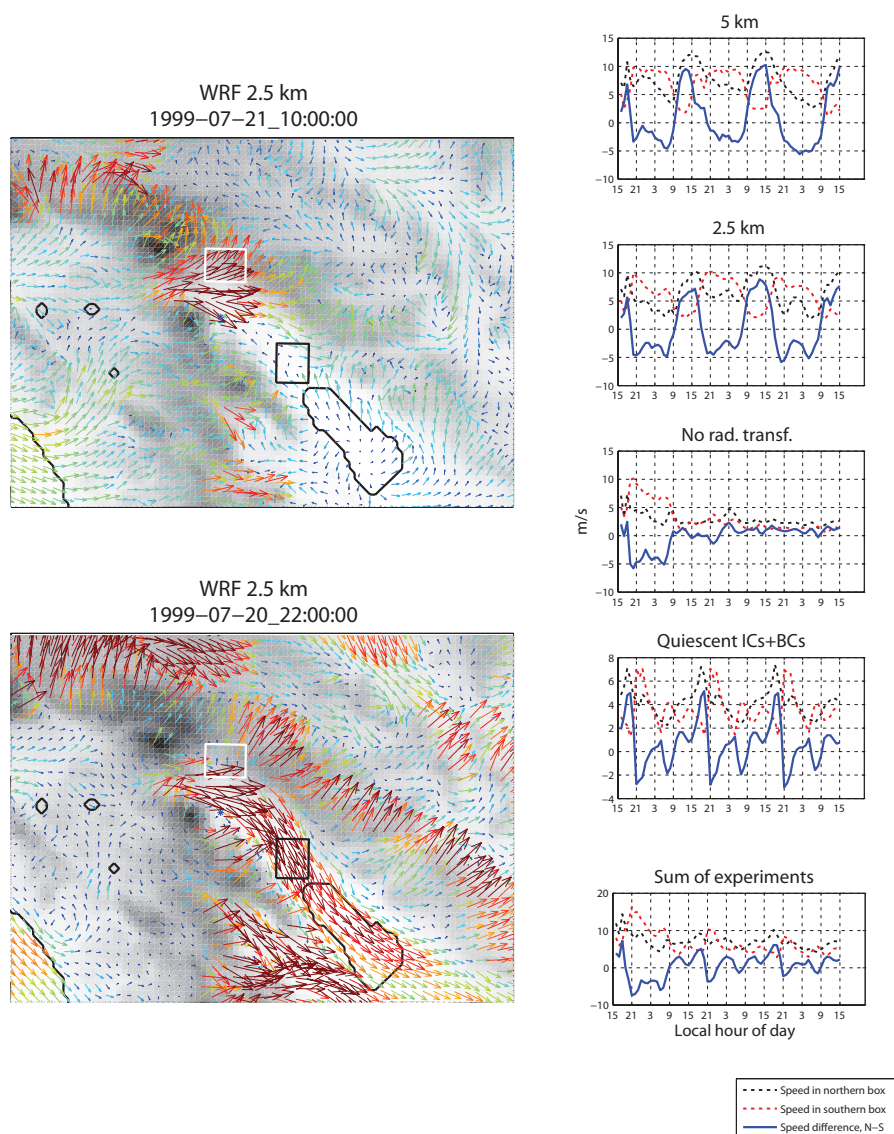 WRF 2.5 km
1999−07−21_10:00:00
WRF 2.5 km
1999−07−20_22:00:00
5 km
15
10
5
0
−5
−10
15 21 3 9 15 21 3 9 15 21 3 9 15
2.5 km
15
10
5
0
−5
−10
15 21 3 9 15 21 3 9 15 21 3 9 15
No rad. transf.
m/s
15
10
5
0
−5
−10
15 21 3 9 15 21 3 9 15 21 3 9 15
Quiescent ICs+BCs
8
6
4
2
0
−2
−4
15 21 3 9 15 21 3 9 15 21 3 9 15
Sum of experiments
20
10
0
−10
15 21 3 9 15 21 3 9 15 21 3 9 15
Local hour of day
Speed in northern box
Speed in southern box
Speed difference, N−S